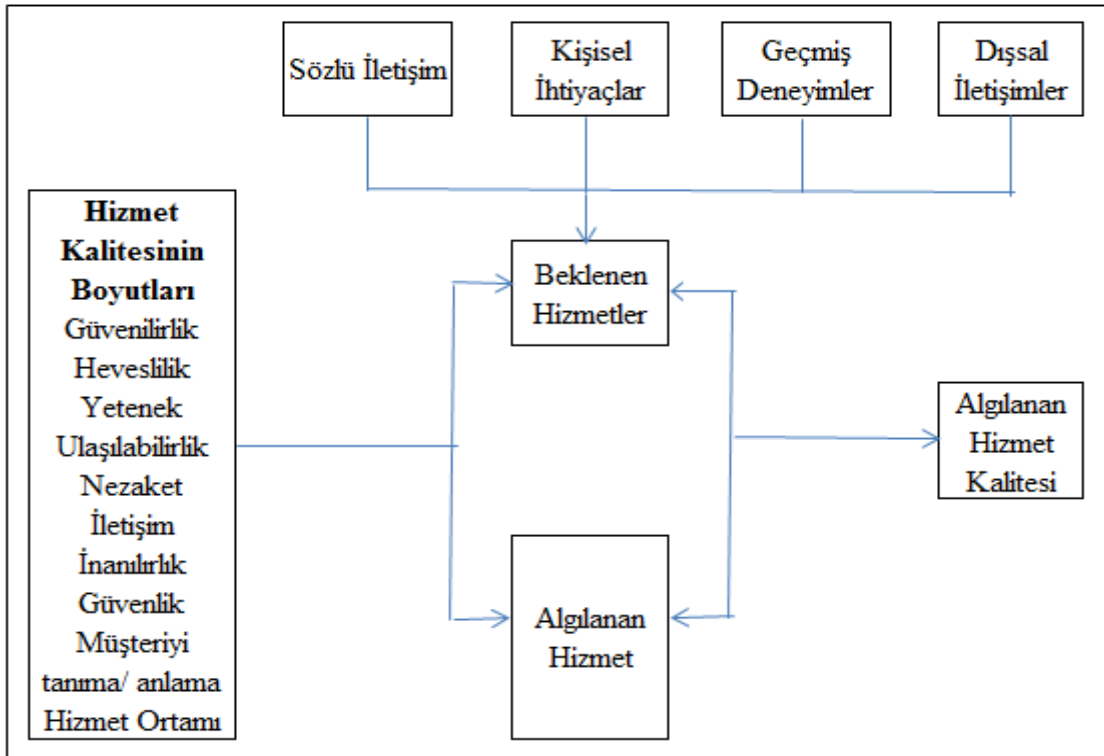 Sözlü İletişim
Kişisel
İhtiyaçlar
Geçmiş
Deneyimler
Dışsal
İletişimler
Hizmet
Kalitesinin
Boyutları
Güvenilirlik
Heveslilik
Yetenek
Ulaşılabilirlik
Nezaket
İletişim
İnanılırlık
Güvenlik
Müşteriyi
tanıma/ anlama
Hizmet Ortamı
Beklenen
Hizmetler
Algılanan
Hizmet
Algılanan
Hizmet
Kalitesi